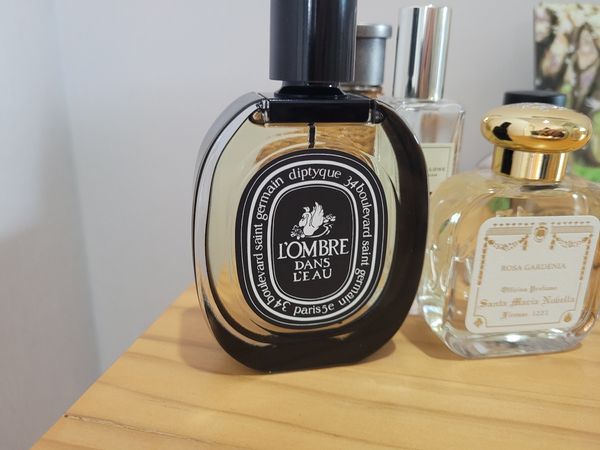 34 boulevard saint germain diptyque 34 boulevard saint germain paris5e
L'OMBRE
DANS
L'EAU
ROSA GARDENIA
Officina Profumo
Santa Maria Novella
Firenze 1221